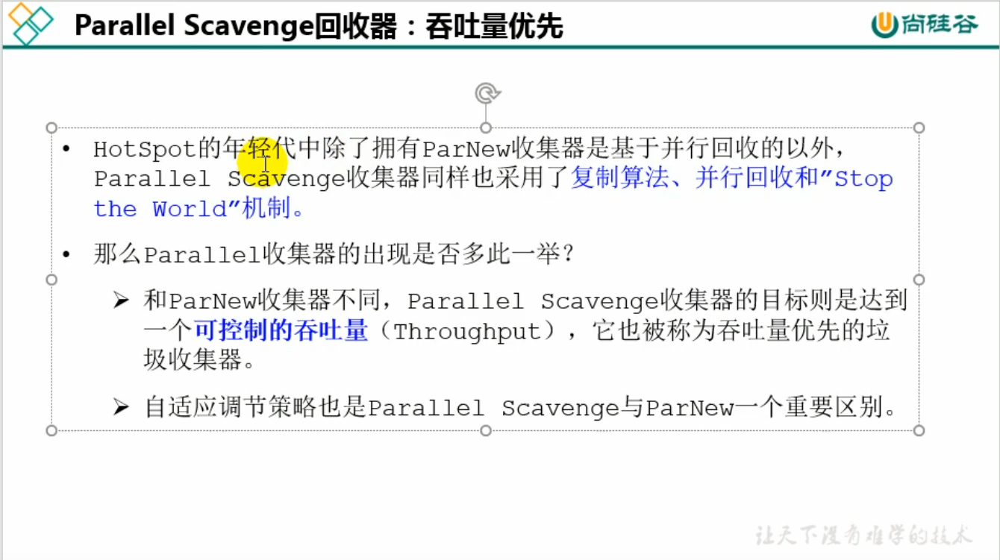 Parallel Scavenge回收器：吞吐量优先
尚硅谷
• HotSpot的年轻代中除了拥有ParNew收集器是基于并行回收的以外，
Parallel Scavenge收集器同样也采用了复制算法、并行回收和”Stop
the World”机制。
• 那么Parallel收集器的出现是否多此一举？
➢ 和ParNew收集器不同，Parallel Scavenge收集器的目标则是达到
一个可控制的吞吐量（Throughput），它也被称为吞吐量优先的垃
圾收集器。
➢ 自适应调节策略也是Parallel Scavenge与ParNew一个重要区别。
让天下没有难学的技术